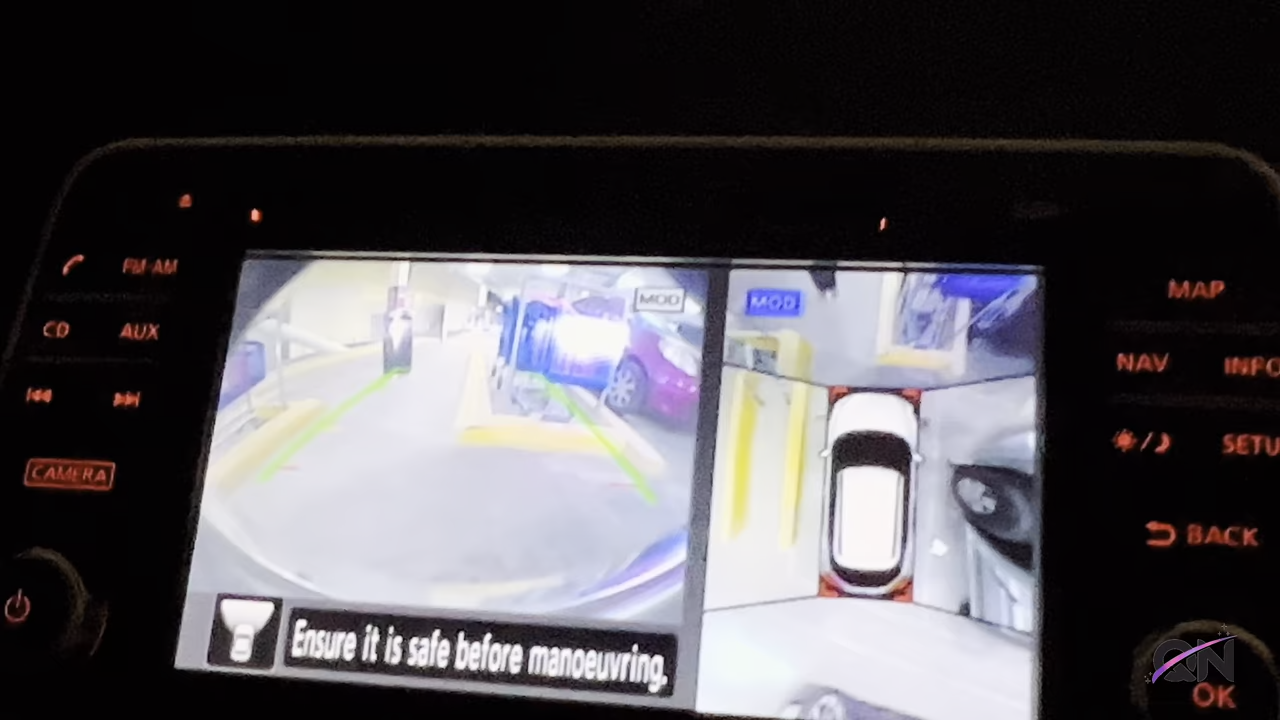 FM-AM
CD
AUX
CAMERA
MOD
MOD
Ensure it is safe before manoeuvring.
MAP
NAV
INFO
SETU
BACK
OK
QN